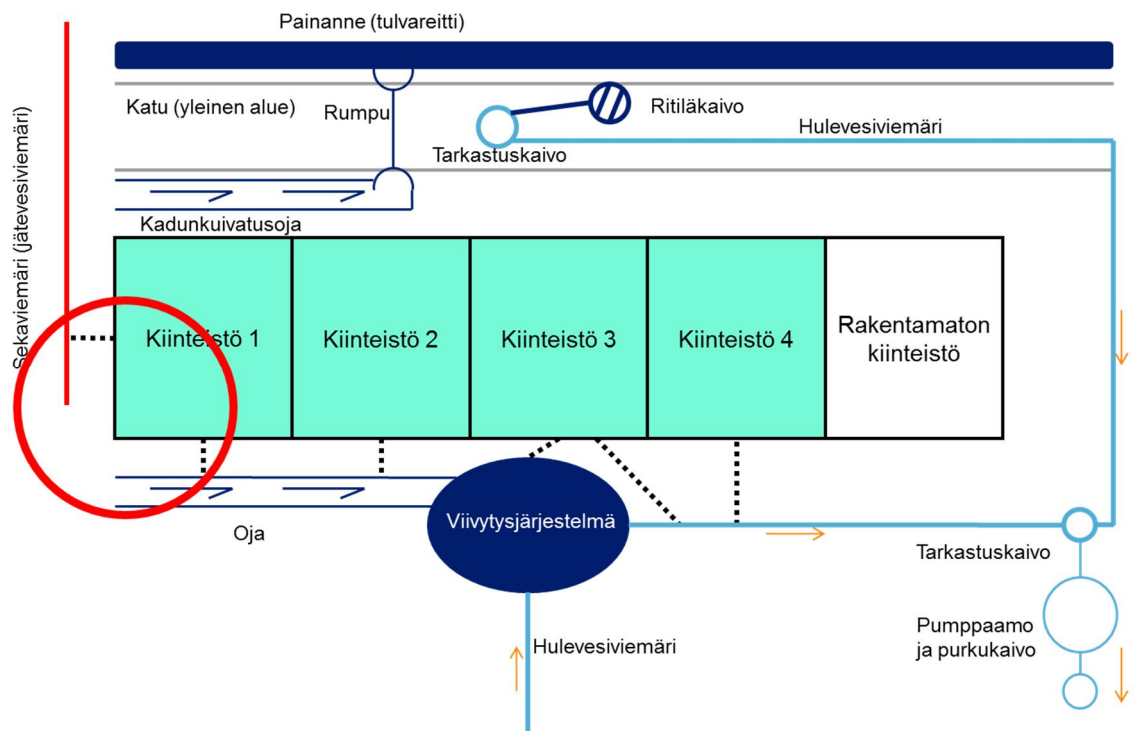 Painanne (tulvareitti)
Katu (yleinen alue)
Rumpu
Ritiläkaivo
Hulevesiviemäri
Tarkastuskaivo
Sekaviemäri (jätevesiviemäri)
Kadunkuivatusoja
Kiinteistö 1
Kiinteistö 2
Kiinteistö 3
Kiinteistö 4
Rakentamaton
kiinteistö
Viivytysjärjestelmä
Oja
Tarkastuskaivo
Pumppaamo
ja purkukaivo
Hulevesiviemäri